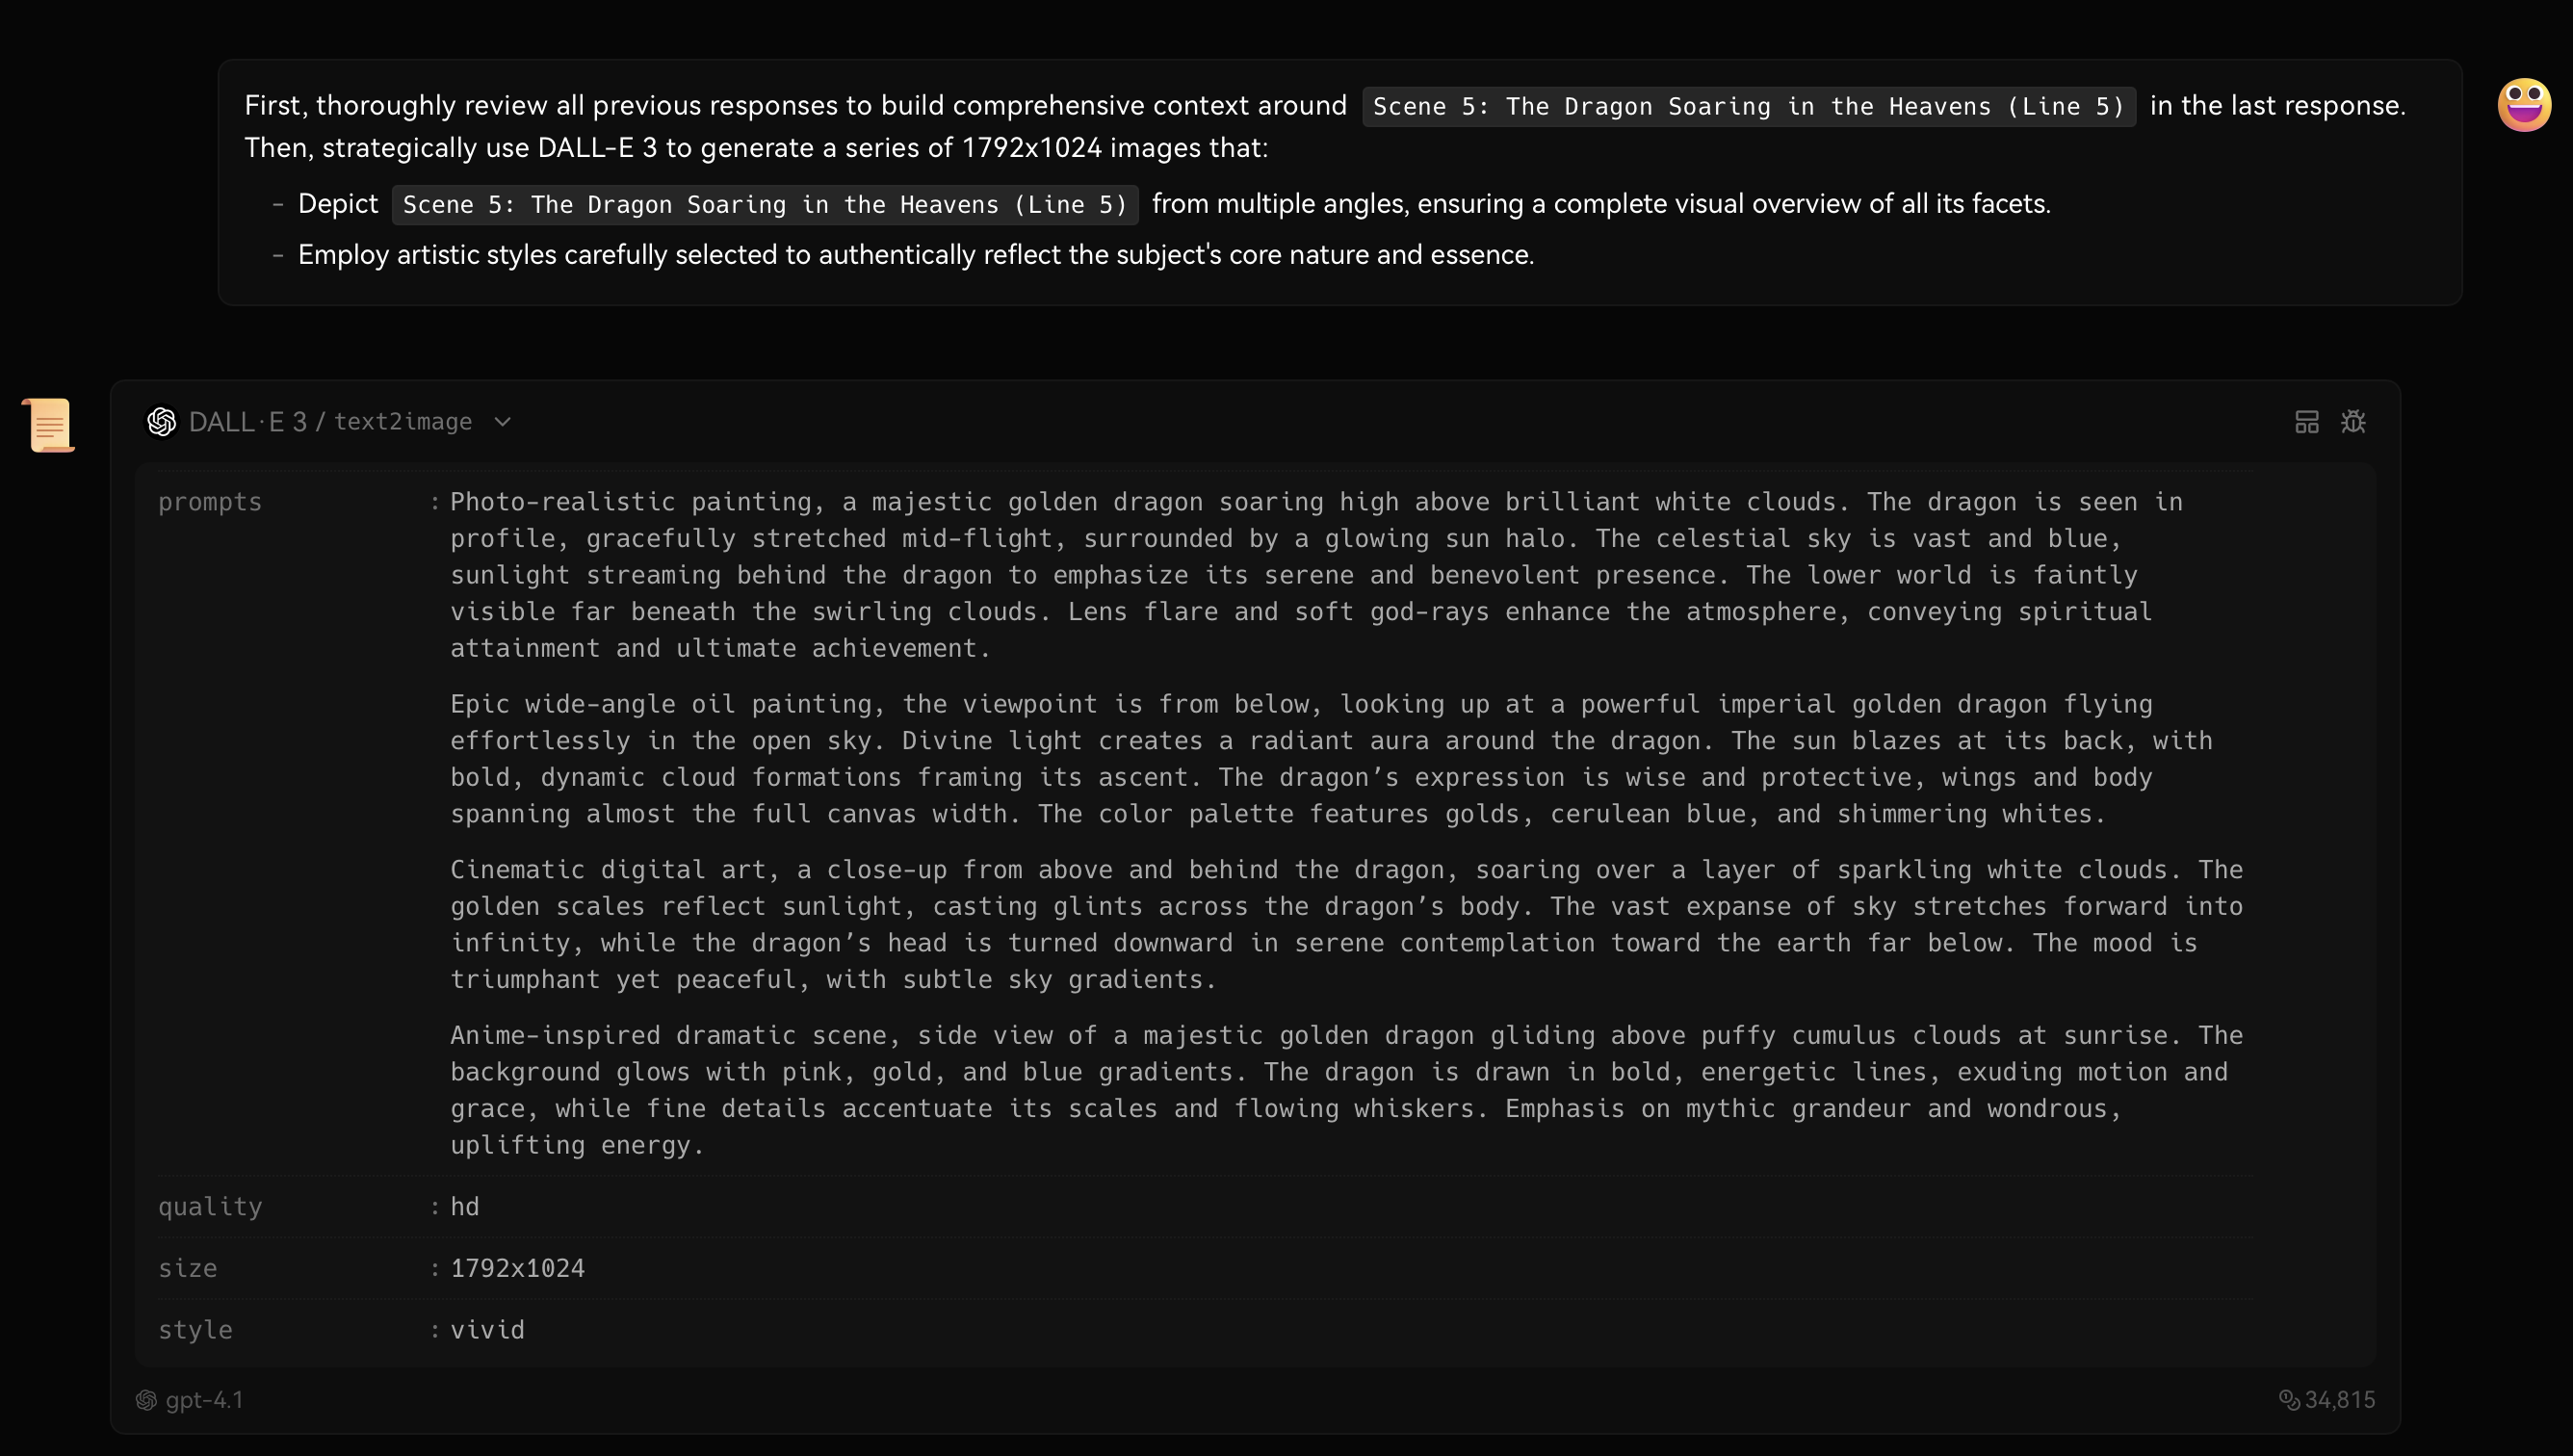 First, thoroughly review all previous responses to build comprehensive context around Scene 5: The Dragon Soaring in the Heavens (Line 5) in the last response.
Then, strategically use DALL-E 3 to generate a series of 1792x1024 images that:
– Depict Scene 5: The Dragon Soaring in the Heavens (Line 5) from multiple angles, ensuring a complete visual overview of all its facets.
– Employ artistic styles carefully selected to authentically reflect the subject's core nature and essence.
DALL·E 3 / text2image
prompts : Photo-realistic painting, a majestic golden dragon soaring high above brilliant white clouds. The dragon is seen in
profile, gracefully stretched mid-flight, surrounded by a glowing sun halo. The celestial sky is vast and blue,
sunlight streaming behind the dragon to emphasize its serene and benevolent presence. The lower world is faintly
visible far beneath the swirling clouds. Lens flare and soft god-rays enhance the atmosphere, conveying spiritual
attainment and ultimate achievement.
Epic wide-angle oil painting, the viewpoint is from below, looking up at a powerful imperial golden dragon flying
effortlessly in the open sky. Divine light creates a radiant aura around the dragon. The sun blazes at its back, with
bold, dynamic cloud formations framing its ascent. The dragon’s expression is wise and protective, wings and body
spanning almost the full canvas width. The color palette features golds, cerulean blue, and shimmering whites.
Cinematic digital art, a close-up from above and behind the dragon, soaring over a layer of sparkling white clouds. The
golden scales reflect sunlight, casting glints across the dragon’s body. The vast expanse of sky stretches forward into
infinity, while the dragon’s head is turned downward in serene contemplation toward the earth far below. The mood is
triumphant yet peaceful, with subtle sky gradients.
Anime-inspired dramatic scene, side view of a majestic golden dragon gliding above puffy cumulus clouds at sunrise. The
background glows with pink, gold, and blue gradients. The dragon is drawn in bold, energetic lines, exuding motion and
grace, while fine details accentuate its scales and flowing whiskers. Emphasis on mythic grandeur and wondrous,
uplifting energy.
quality : hd
size : 1792x1024
style : vivid
gpt-4.1 34,815